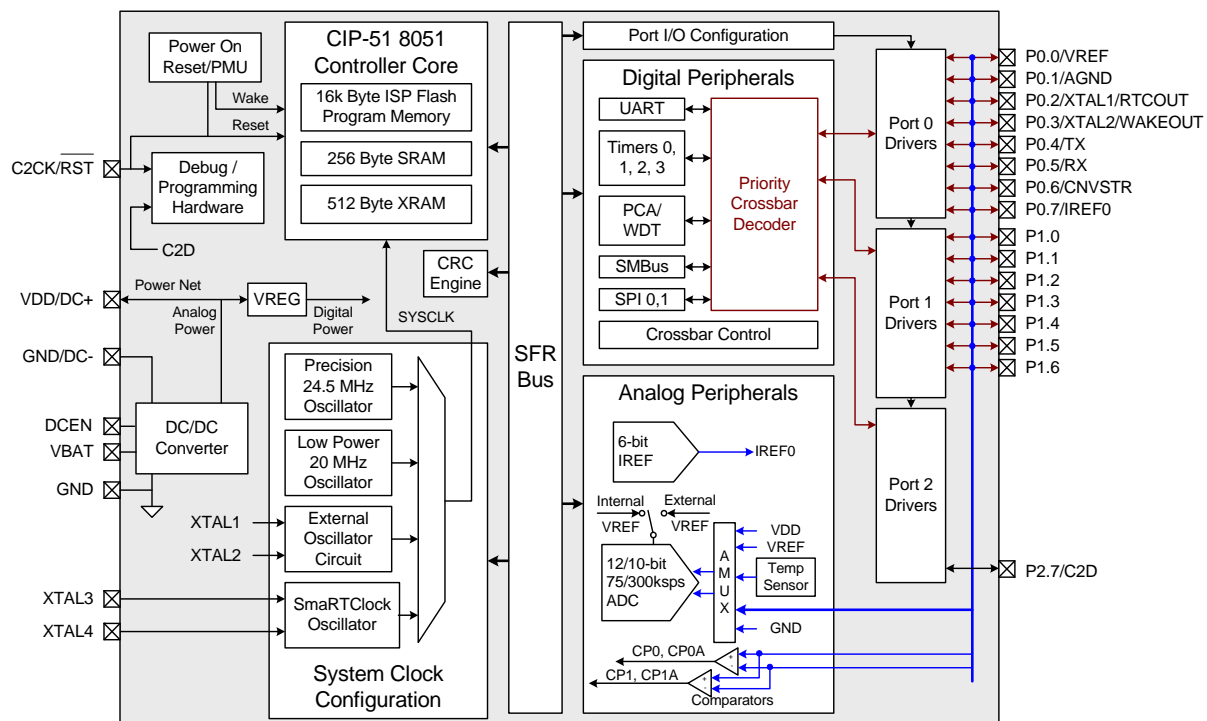 Power On
Reset/PMU
Wake
Reset
C2CK/RST
Debug /
Programming
Hardware
C2D
CIP-51 8051
Controller Core
16k Byte ISP Flash
Program Memory
256 Byte SRAM
512 Byte XRAM
CRC
Engine
VDD/DC+
Power Net
VREG
Analog
Power
Digital
Power
SYSCLK
GND/DC-
DCEN
VBAT
GND
DC/DC
Converter
XTAL1
XTAL2
XTAL3
XTAL4
Precision
24.5 MHz
Oscillator
Low Power
20 MHz
Oscillator
External
Oscillator
Circuit
SmaRTClock
Oscillator
System Clock
Configuration
SFR
Bus
Port I/O Configuration
Digital Peripherals
UART
Timers 0,
1, 2, 3
PCA/
WDT
SMBus
SPI 0,1
Priority
Crossbar
Decoder
Crossbar Control
Analog Peripherals
6-bit
IREF
IREF0
Internal
VREF
External
VREF
12/10-bit
75/300ksps
ADC
A
M
U
X
VDD
VREF
Temp
Sensor
GND
CP0, CP0A
+
-
CP1, CP1A
+
-
Comparators
Port 0
Drivers
Port 1
Drivers
Port 2
Drivers
P0.0/VREF
P0.1/AGND
P0.2/XTAL1/RTCOUT
P0.3/XTAL2/WAKEOUT
P0.4/TX
P0.5/RX
P0.6/CNVSTR
P0.7/IREF0
P1.0
P1.1
P1.2
P1.3
P1.4
P1.5
P1.6
P2.7/C2D